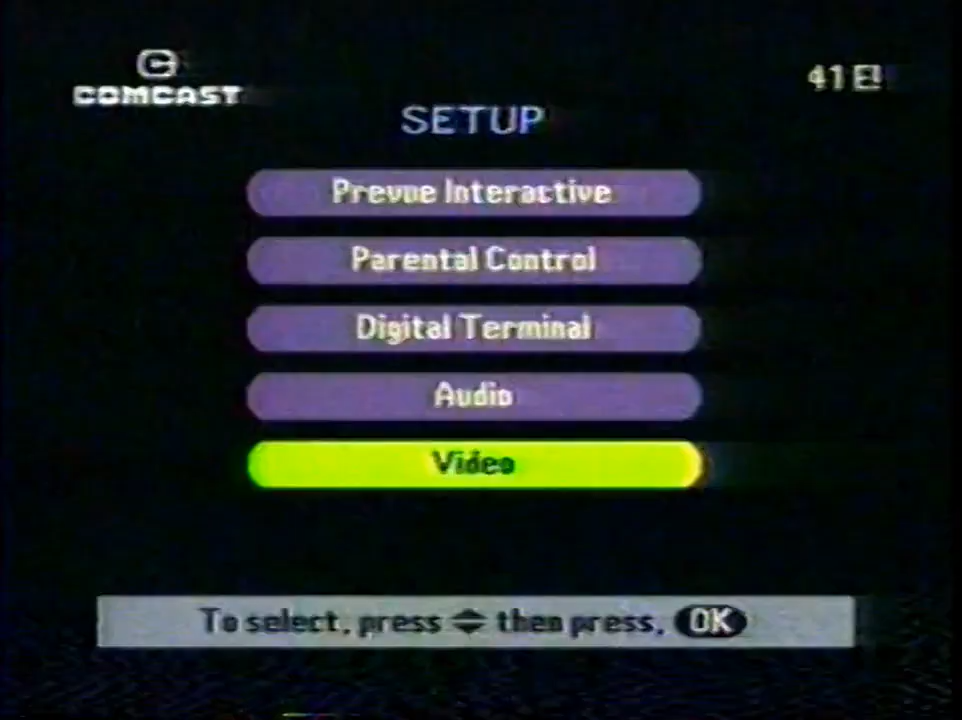 COMCAST
41
SETUP
Prevue Interactive
Parental Control
Digital Terminal
Audio
Video
To select, press then press, OK